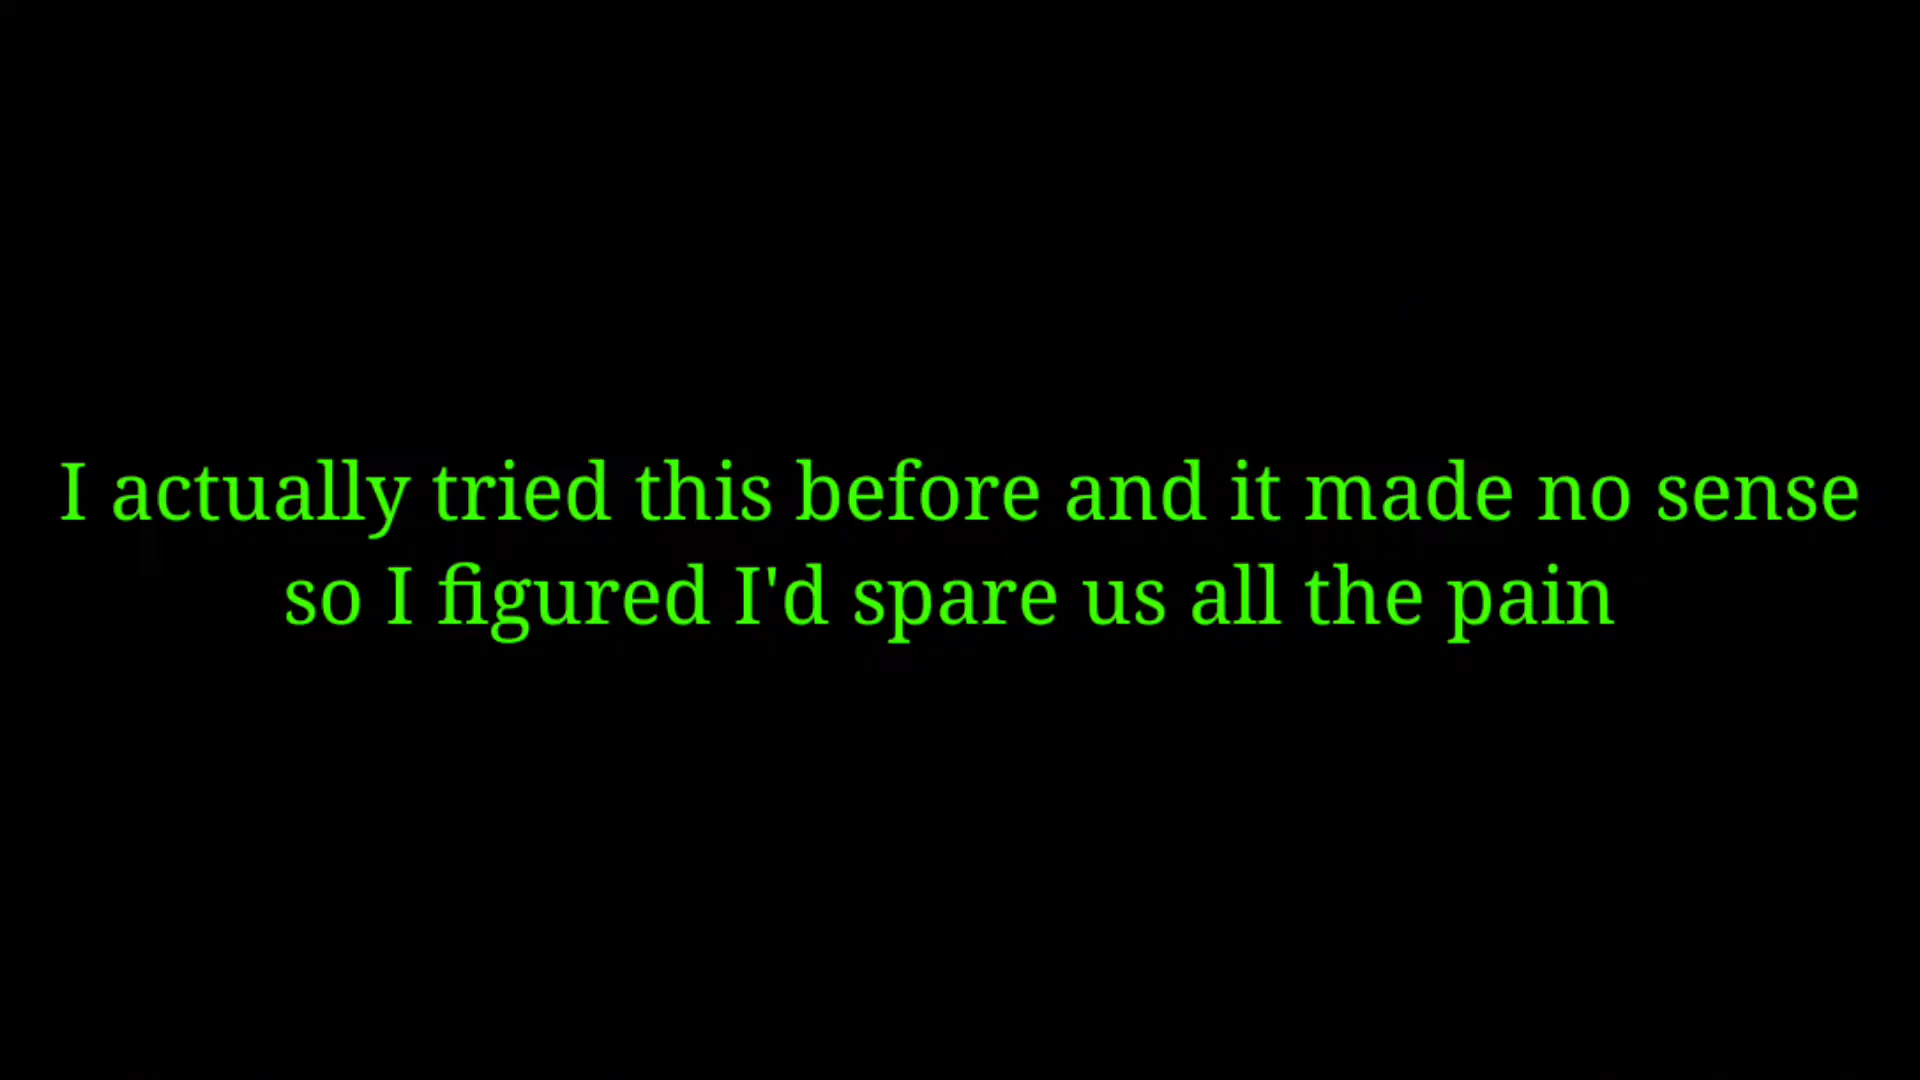 I actually tried this before and it made no sense
so I figured I'd spare us all the pain